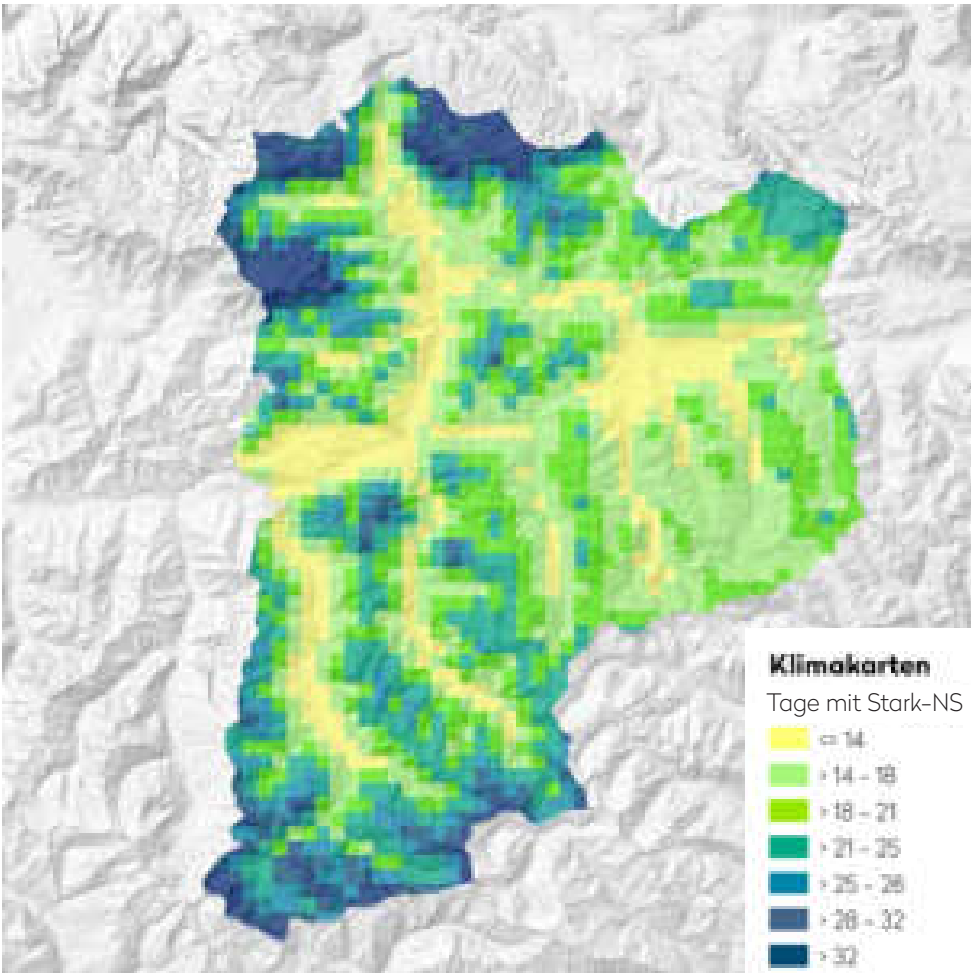 Klimakarten
Tage mit Stark-NS
<= 14
> 14 - 18
> 18 - 21
> 21 - 25
> 25 - 28
> 28 - 32
> 32